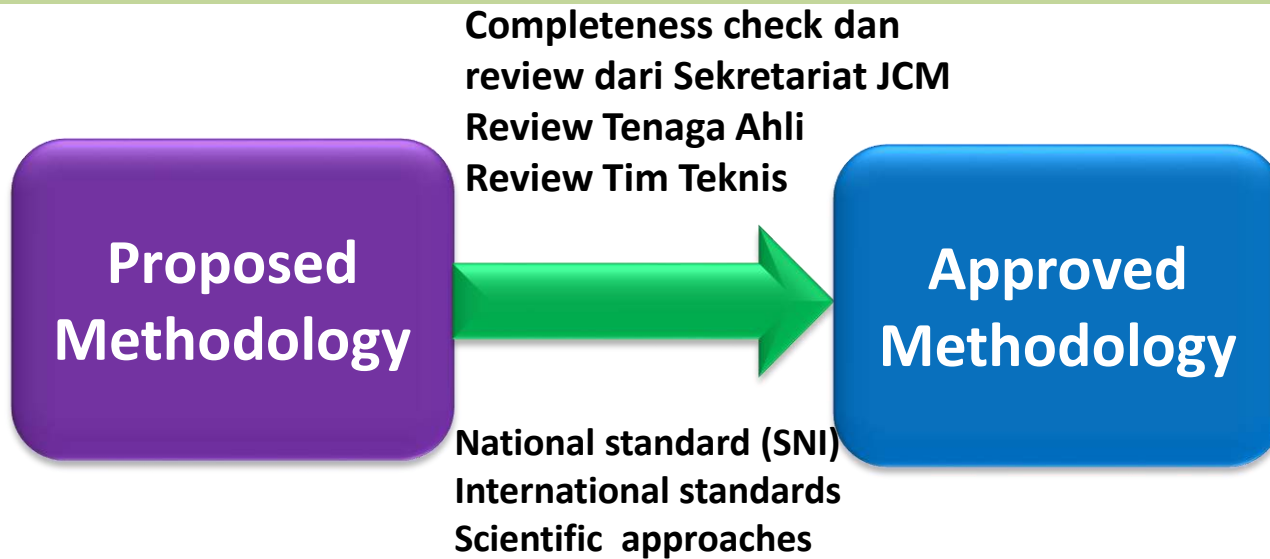 Completeness check dan
review dari Sekretariat JCM
Review Tenaga Ahli
Review Tim Teknis
Proposed
Methodology
Approved
Methodology
National standard (SNI)
International standards
Scientific approaches